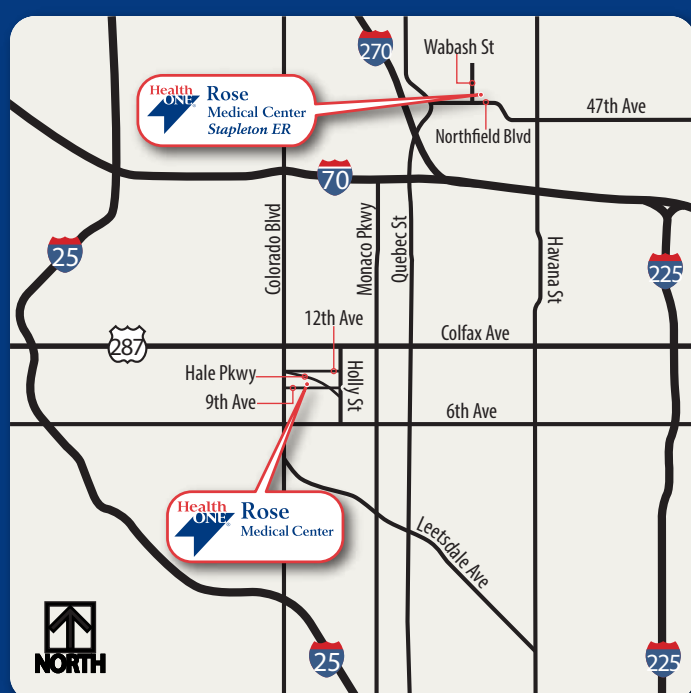 270
Wabash St
Health
ONE®
Rose
Medical Center
Stapleton ER
47th Ave
Northfield Blvd
70
25
Colorado Blvd
Monaco Pkwy
Quebec St
Havana St
225
12th Ave
287
Colfax Ave
Hale Pkwy
Holly St
9th Ave
6th Ave
Health
ONE®
Rose
Medical Center
Leetsdale Ave
NORTH
25
225